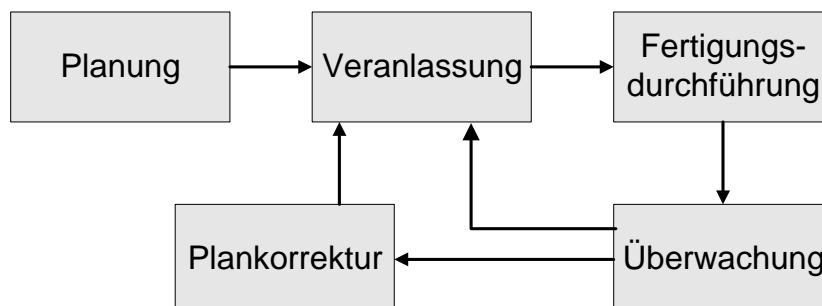 Planung
Veranlassung
Fertigungs-
durchführung
Plankorrektur
Überwachung